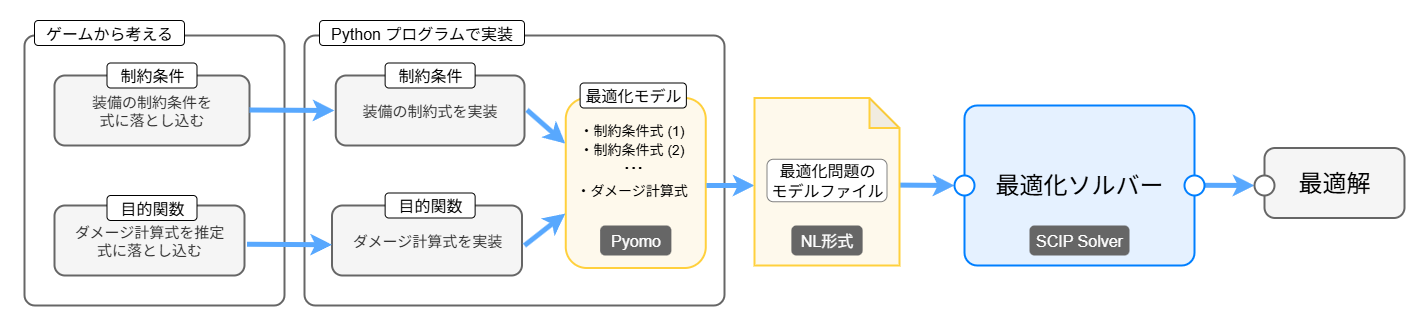 ゲームから考える
制約条件
装備の制約条件を
式に落とし込む
目的関数
ダメージ計算式を推定
式に落とし込む
Python プログラムで実装
制約条件
装備の制約式を実装
目的関数
ダメージ計算式を実装
最適化モデル
・制約条件式 (1)
・制約条件式 (2)
…
・ダメージ計算式
Pyomo
最適化問題の
モデルファイル
NL形式
最適化ソルバー
SCIP Solver
最適解